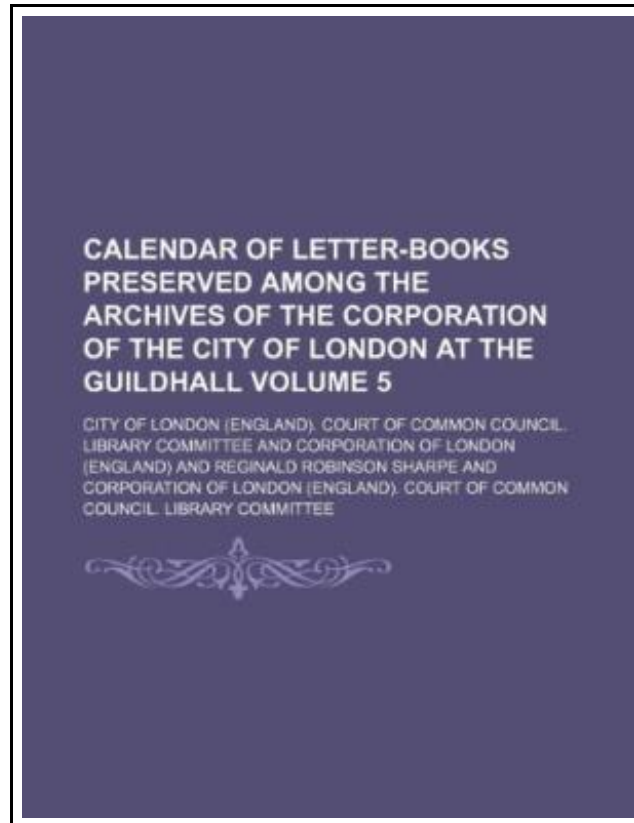 CALENDAR OF LETTER-BOOKS
PRESERVED AMONG THE
ARCHIVES OF THE CORPORATION
OF THE CITY OF LONDON AT THE
GUILDHALL VOLUME 5
CITY OF LONDON (ENGLAND). COURT OF COMMON COUNCIL.
LIBRARY COMMITTEE AND CORPORATION OF LONDON
(ENGLAND) AND REGINALD ROBINSON SHARPE AND
CORPORATION OF LONDON (ENGLAND). COURT OF COMMON
COUNCIL. LIBRARY COMMITTEE